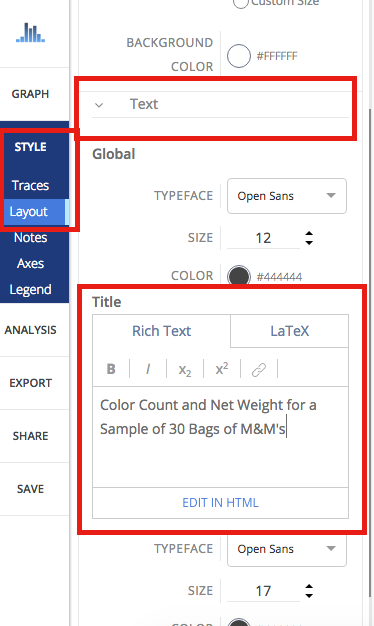 Custom Size
BACKGROUND
COLOR
#FFFFFF
GRAPH
Text
STYLE
Traces
Layout
Notes
Axes
Legend
ANALYSIS
EXPORT
SHARE
SAVE
Global
TYPEFACE
Open Sans
SIZE
12
COLOR
#444444
Title
Rich Text
LaTeX
B
I
x₂
x²
Color Count and Net Weight for a
Sample of 30 Bags of M&M's
EDIT IN HTML
TYPEFACE
Open Sans
SIZE
17
COLOR